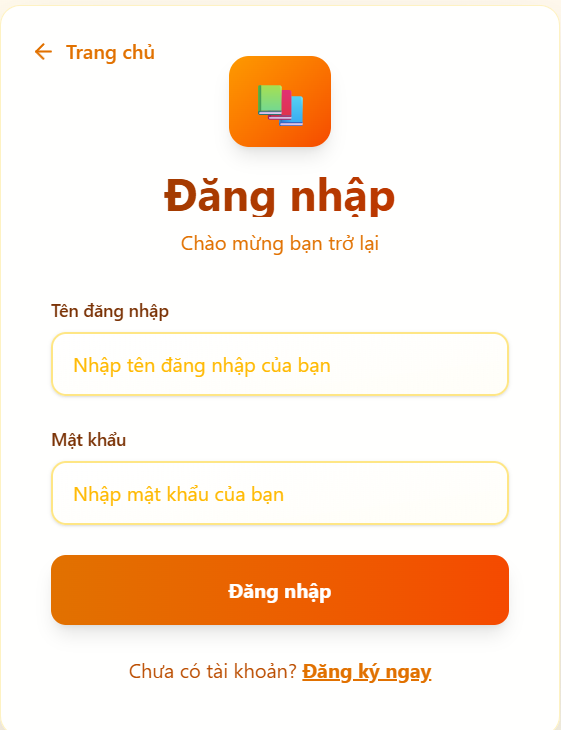 Trang chủ
Đăng nhập
Chào mừng bạn trở lại
Tên đăng nhập
Nhập tên đăng nhập của bạn
Mật khẩu
Nhập mật khẩu của bạn
Đăng nhập
Chưa có tài khoản? Đăng ký ngay